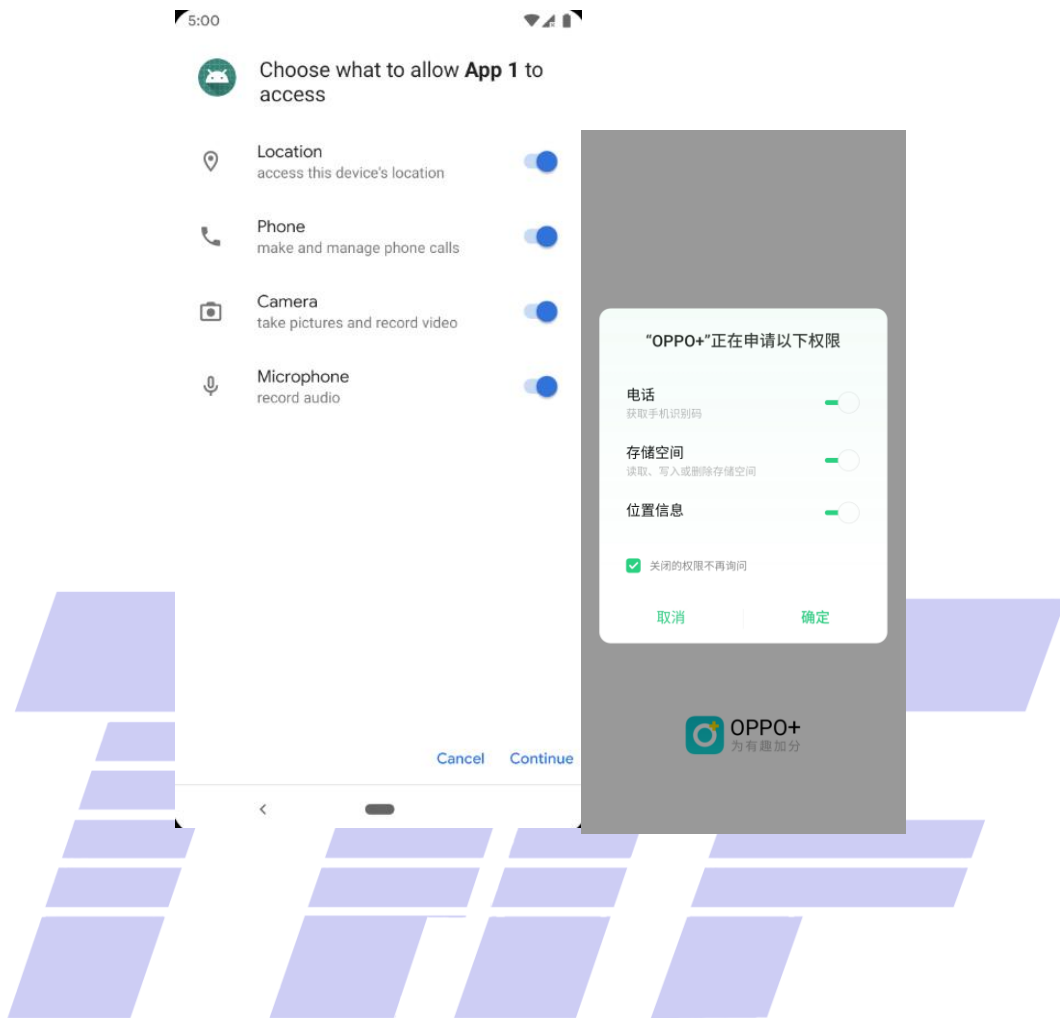 5:00
Choose what to allow App 1 to
access
Location
access this device's location
Phone
make and manage phone calls
Camera
take pictures and record video
Microphone
record audio
Cancel Continue
“OPPO+”正在申请以下权限
电话
获取手机识别码
存储空间
读取、写入或删除存储空间
位置信息
关闭的权限不再询问
取消 确定
OPPO+
为有趣加分